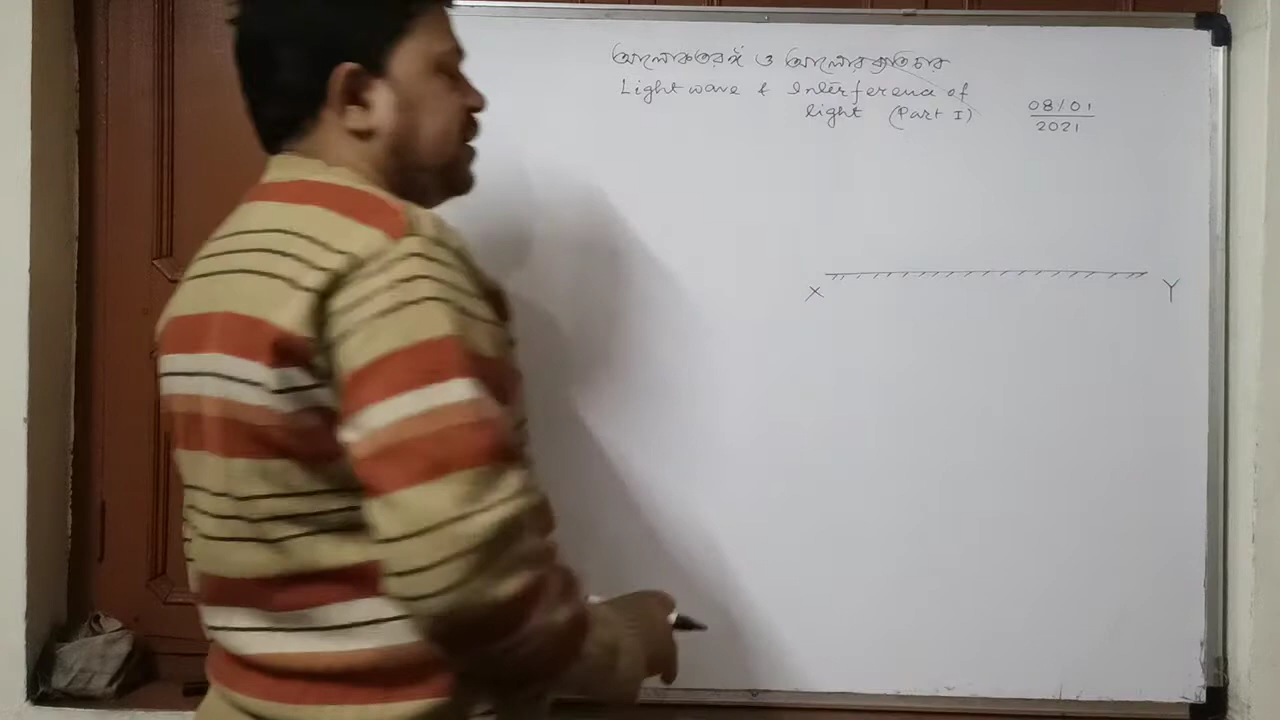 আলোকতরঙ্গ ও আলোর ব্যতিচার
Light wave & Interference of
light (Part I)
08/01
2021
X
Y